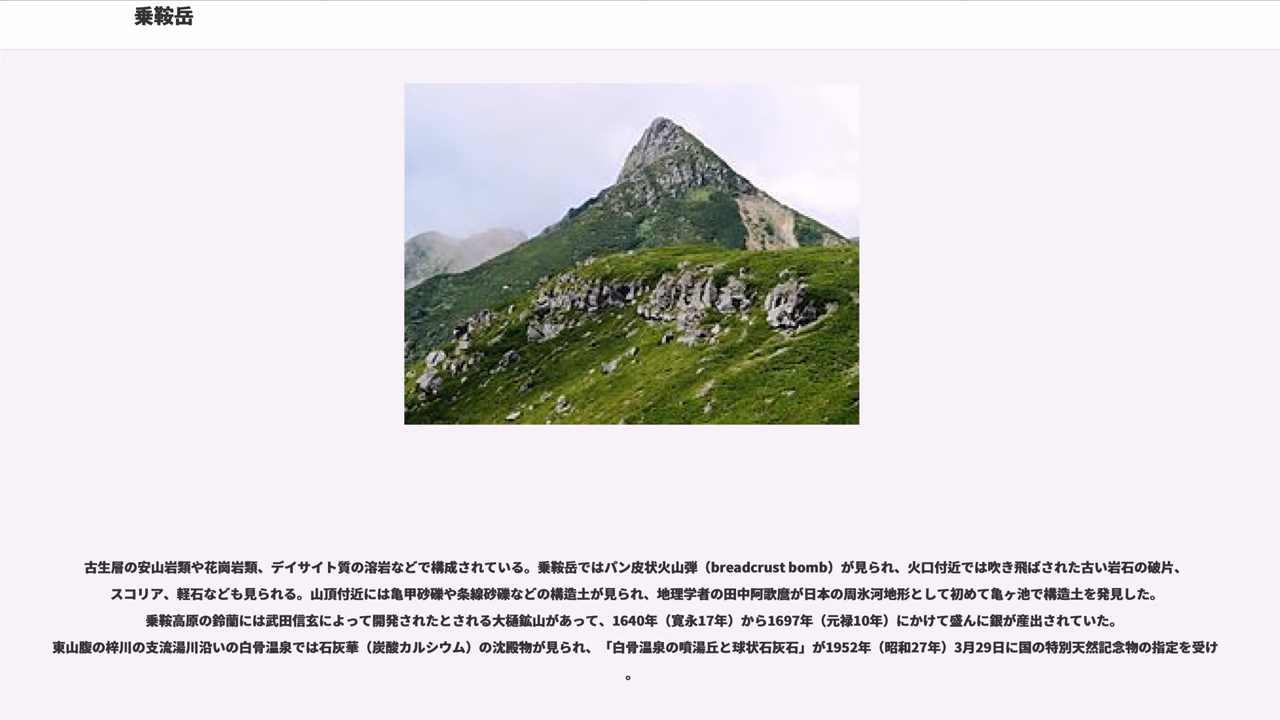 乗鞍岳
古生層の安山岩類や花崗岩類、デイサイト質の溶岩などで構成されている。乗鞍岳ではパン皮状火山弾（breadcrust bomb）が見られ、火口付近では吹き飛ばされた古い岩石の破片、
スコリア、軽石なども見られる。山頂付近には亀甲砂礫や条線砂礫などの構造土が見られ、地理学者の田中阿歌麿が日本の周氷河地形として初めて亀ヶ池で構造土を発見した。
乗鞍高原の鈴蘭には武田信玄によって開発されたとされる大樋鉱山があって、1640年（寛永17年）から1697年（元禄10年）にかけて盛んに銀が産出されていた。
東山腹の梓川の支流湯川沿いの白骨温泉では石灰華（炭酸カルシウム）の沈殿物が見られ、「白骨温泉の噴湯丘と球状石灰石」が1952年（昭和27年）3月29日に国の特別天然記念物の指定を受け
。